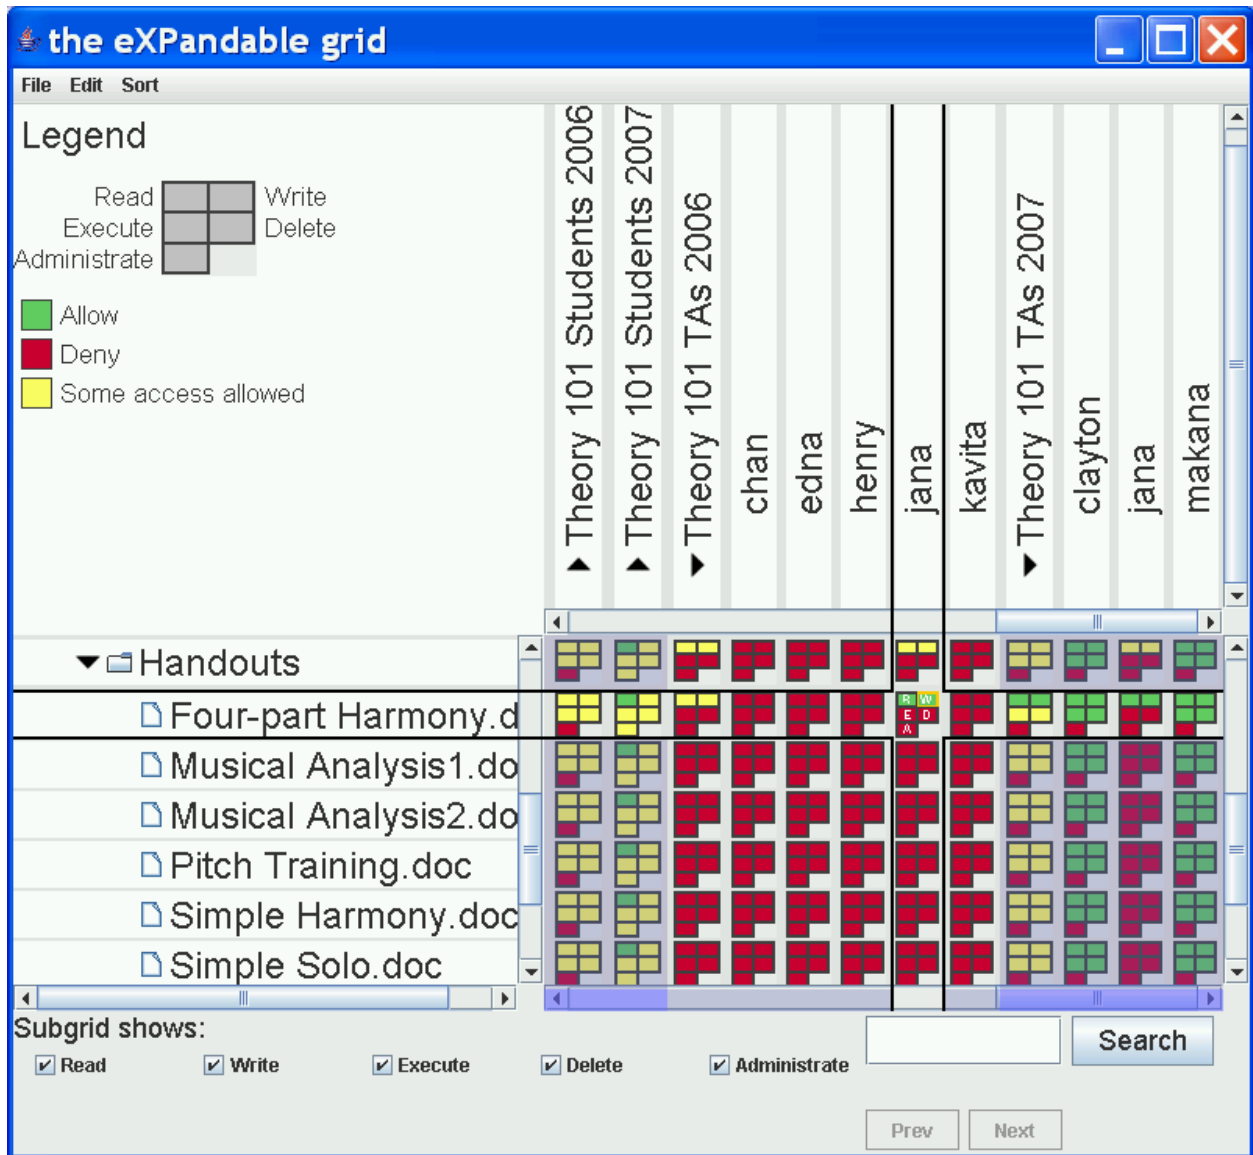 the eXPandable grid
File Edit Sort
Legend
Read Write
Execute Delete
Administrate
Allow
Deny
Some access allowed
Theory 101 Students 2006
Theory 101 Students 2007
Theory 101 TAs 2006
chan
edna
henry
jana
kavita
Theory 101 TAs 2007
clayton
jana
makana
Handouts
Four-part Harmony.d
R W
E D
A
Musical Analysis1.do
Musical Analysis2.do
Pitch Training.doc
Simple Harmony.doc
Simple Solo.doc
Subgrid shows:
Read Write Execute Delete Administrate
Search
Prev Next